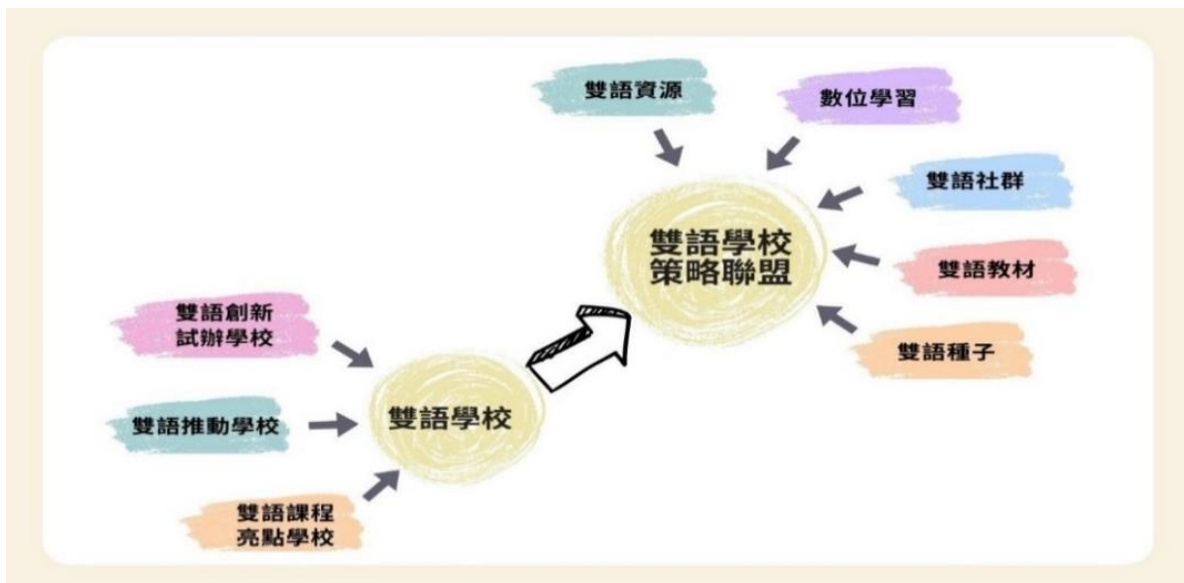 雙語資源
數位學習
雙語社群
雙語學校
策略聯盟
雙語教材
雙語種子
雙語創新
試辦學校
雙語學校
雙語推動學校
雙語課程
亮點學校